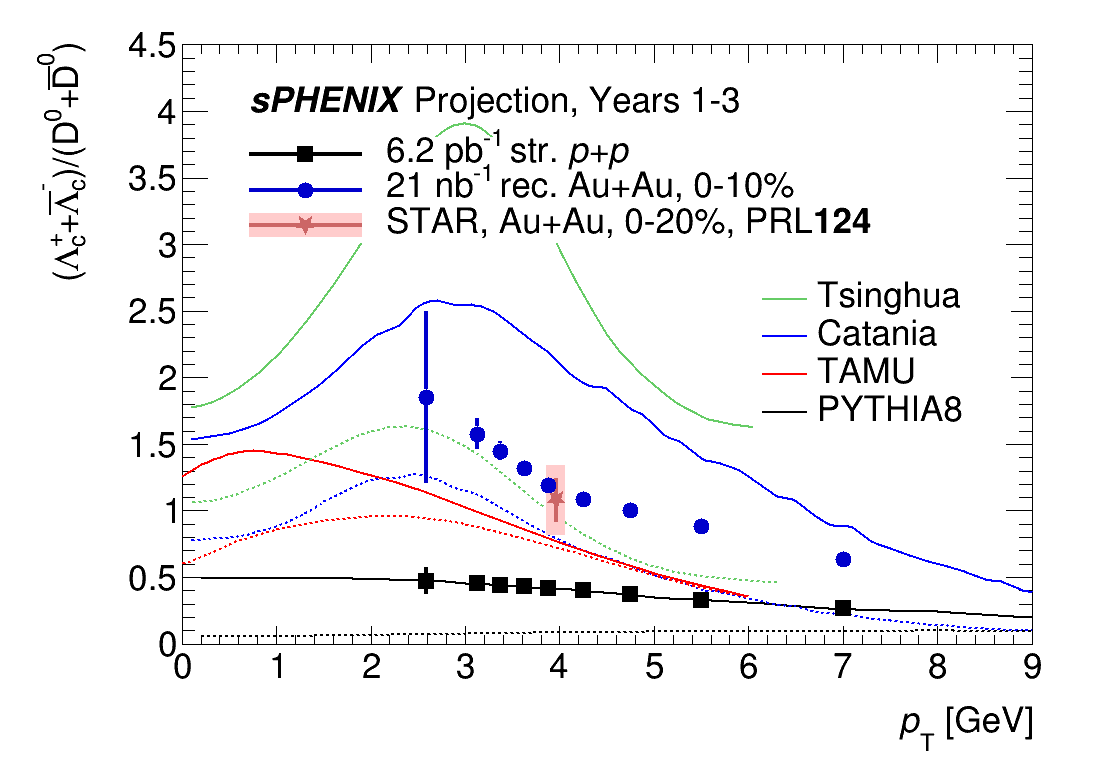 (Λc⁺+Λ̅c⁻)/(D⁰+D̅⁰)
4.5
4
3.5
3
2.5
2
1.5
1
0.5
0
sPHENIX Projection, Years 1-3
6.2 pb⁻¹ str. p+p
21 nb⁻¹ rec. Au+Au, 0-10%
STAR, Au+Au, 0-20%, PRL124
Tsinghua
Catania
TAMU
PYTHIA8
0 1 2 3 4 5 6 7 8 9
pT [GeV]